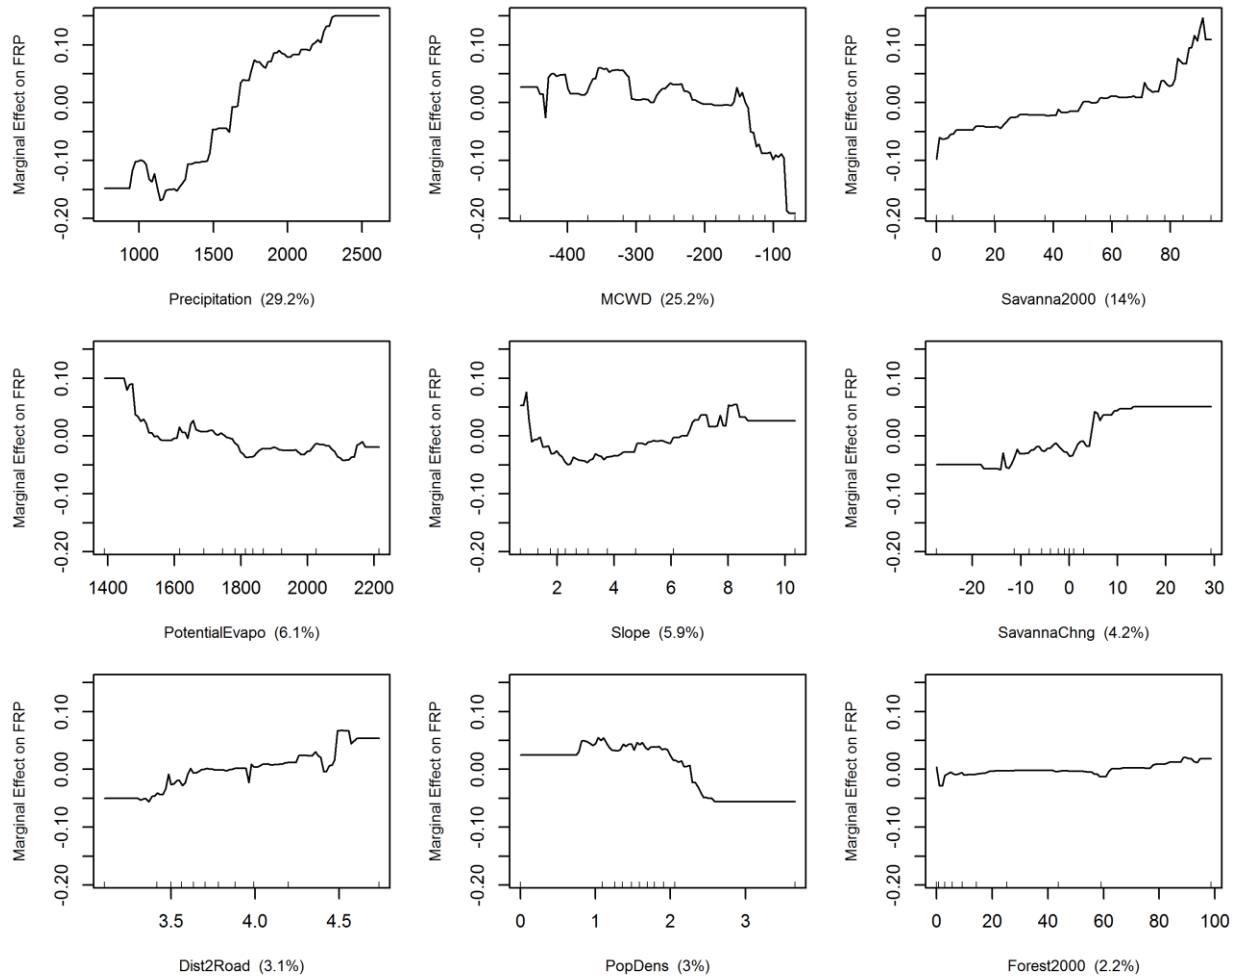 Marginal Effect on FRP
0.10
0.00
-0.10
-0.20
1000 1500 2000 2500
Precipitation (29.2%)
Marginal Effect on FRP
0.10
0.00
-0.10
-0.20
-400 -300 -200 -100
MCWD (25.2%)
Marginal Effect on FRP
0.10
0.00
-0.10
-0.20
0 20 40 60 80
Savanna2000 (14%)
Marginal Effect on FRP
0.10
0.00
-0.10
-0.20
1400 1600 1800 2000 2200
PotentialEvapo (6.1%)
Marginal Effect on FRP
0.10
0.00
-0.10
-0.20
2 4 6 8 10
Slope (5.9%)
Marginal Effect on FRP
0.10
0.00
-0.10
-0.20
-20 -10 0 10 20 30
SavannaChng (4.2%)
Marginal Effect on FRP
0.10
0.00
-0.10
-0.20
3.5 4.0 4.5
Dist2Road (3.1%)
Marginal Effect on FRP
0.10
0.00
-0.10
-0.20
0 1 2 3
PopDens (3%)
Marginal Effect on FRP
0.10
0.00
-0.10
-0.20
0 20 40 60 80 100
Forest2000 (2.2%)